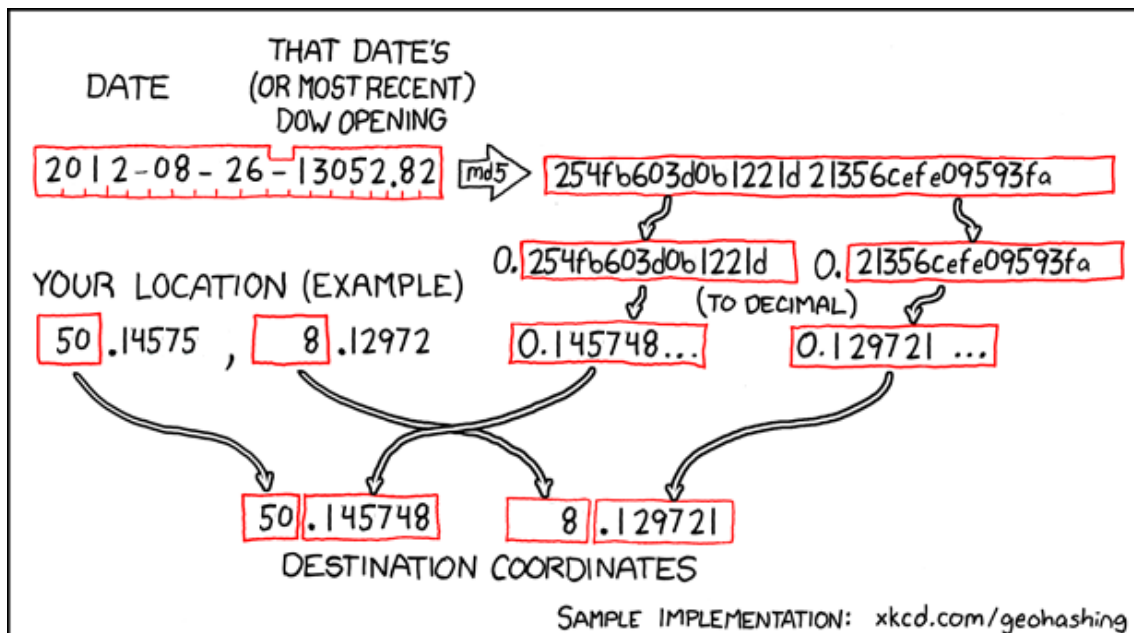 DATE
THAT DATE'S
(OR MOST RECENT)
DOW OPENING
2012-08-26-13052.82
md5
254fb603d0b1221d21356cefe09593fa
0.254fb603d0b1221d
0.21356cefe09593fa
YOUR LOCATION (EXAMPLE)
(TO DECIMAL)
50.14575, 8.12972
0.145748...
0.129721 ...
50.145748
8.129721
DESTINATION COORDINATES
SAMPLE IMPLEMENTATION: xkcd.com/geohashing